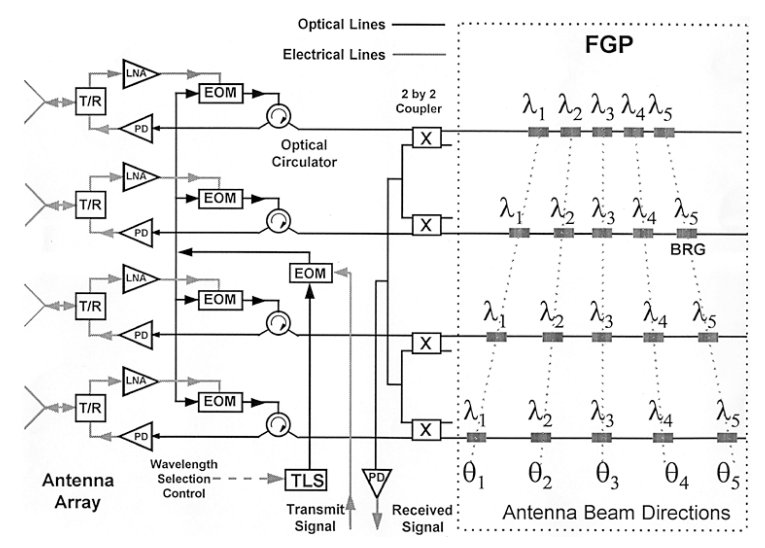 Optical Lines
Electrical Lines
FGP
2 by 2
Coupler
LNA
T/R
EOM
PD
Optical
Circulator
X
λ1 λ2 λ3 λ4 λ5
LNA
T/R
EOM
PD
X
λ1 λ2 λ3 λ4 λ5
BRG
EOM
LNA
T/R
EOM
PD
X
λ1 λ2 λ3 λ4 λ5
LNA
T/R
EOM
PD
X
λ1 λ2 λ3 λ4 λ5
θ1 θ2 θ3 θ4 θ5
Antenna
Array
Wavelength
Selection
Control
TLS
PD
Transmit
Signal
Received
Signal
Antenna Beam Directions